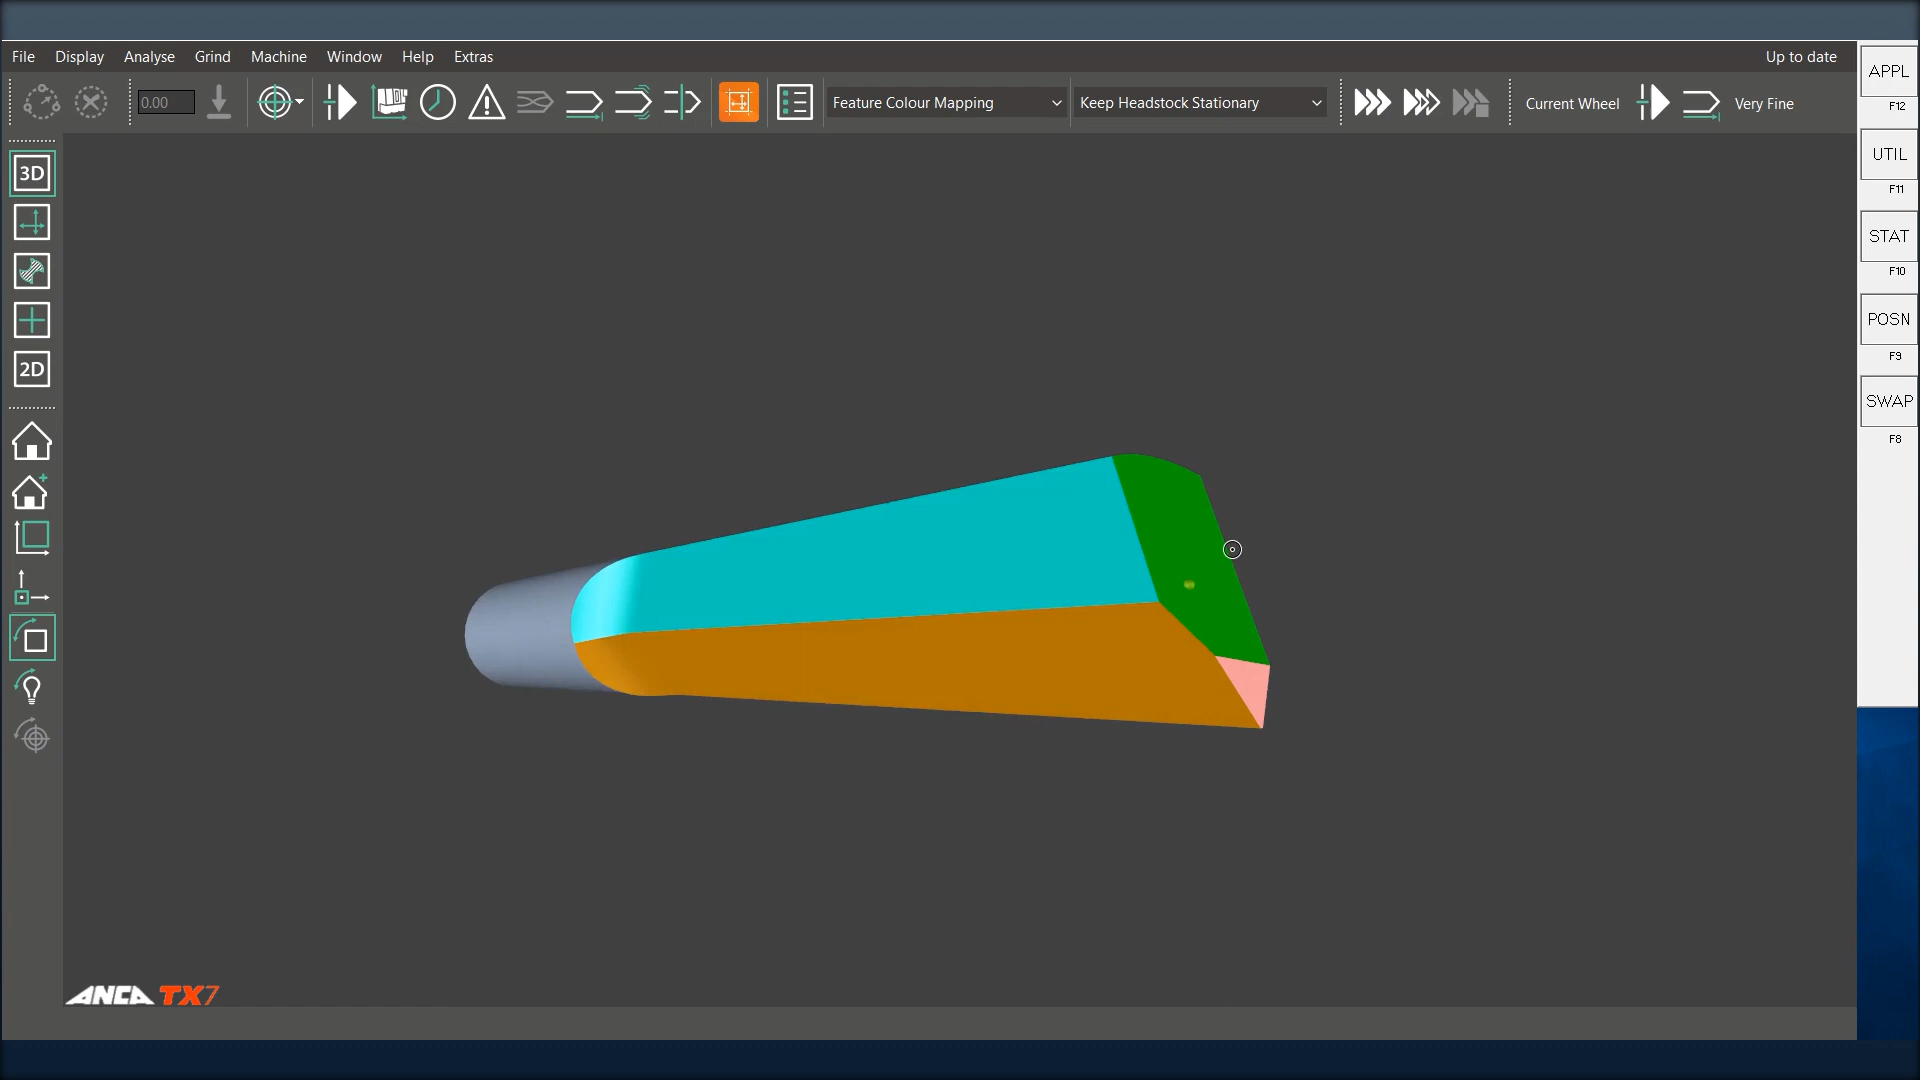 File Display Analyse Grind Machine Window Help Extras Up to date
0.00 Feature Colour Mapping Keep Headstock Stationary Current Wheel Very Fine
3D
2D
APPL
F12
UTIL
F11
STAT
F10
POSN
F9
SWAP
F8
ANCA TX7